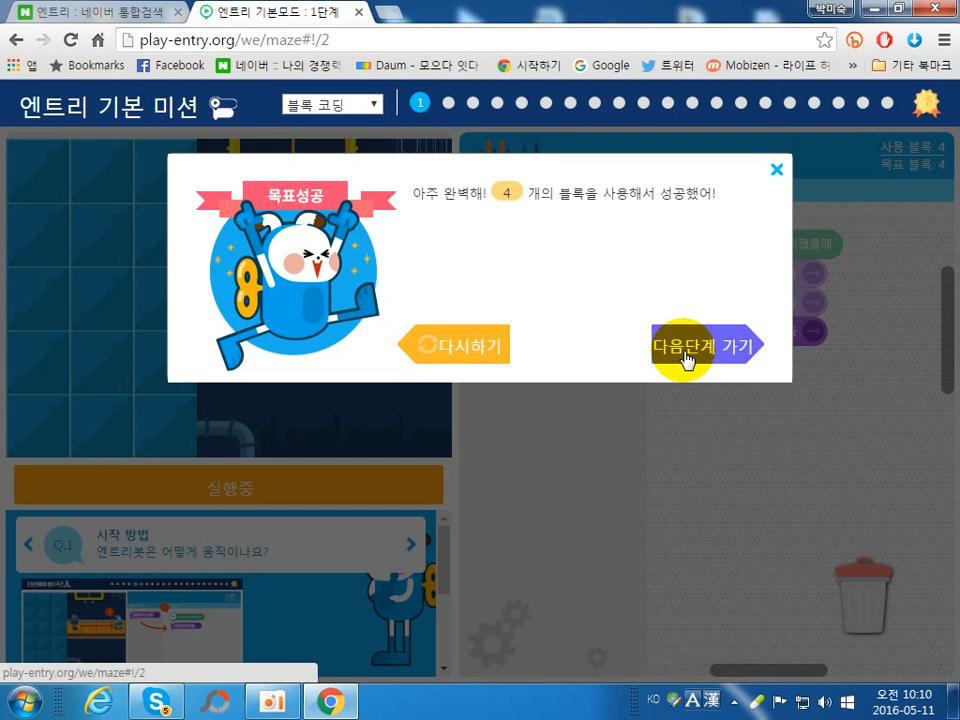 엔트리 : 네이버 통합검색
엔트리 기본모드 : 1단계
박미숙
play-entry.org/we/maze#!/2
앱
Bookmarks
Facebook
네이버 :: 나의 경쟁력
Daum - 모으다 잇다
시작하기
Google
트위터
Mobizen - 라이프 허
»
기타 북마크
엔트리 기본 미션
블록 코딩
1
사용 블록: 4
목표 블록: 4
목표성공
아주 완벽해! 4 개의 블록을 사용해서 성공했어!
다시하기
다음단계 가기
실행중
Q.1
시작 방법
엔트리봇은 어떻게 움직이나요?
play-entry.org/we/maze#!/2
KO
A
漢
오전 10:10
2016-05-11